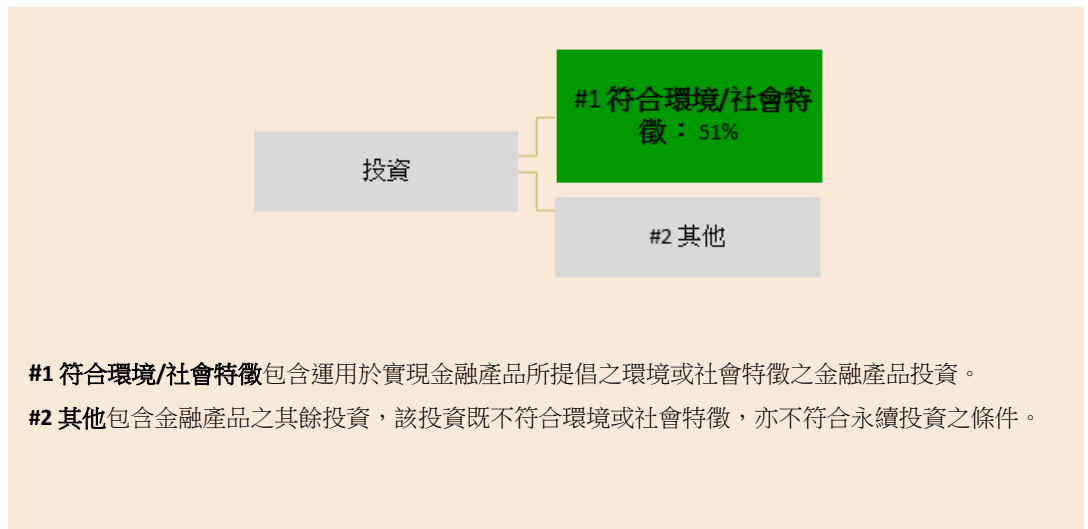 #1 符合環境/社會特
徵：51%
投資
#2 其他
#1 符合環境/社會特徵包含運用於實現金融產品所提倡之環境或社會特徵之金融產品投資。
#2 其他包含金融產品之其餘投資，該投資既不符合環境或社會特徵，亦不符合永續投資之條件。